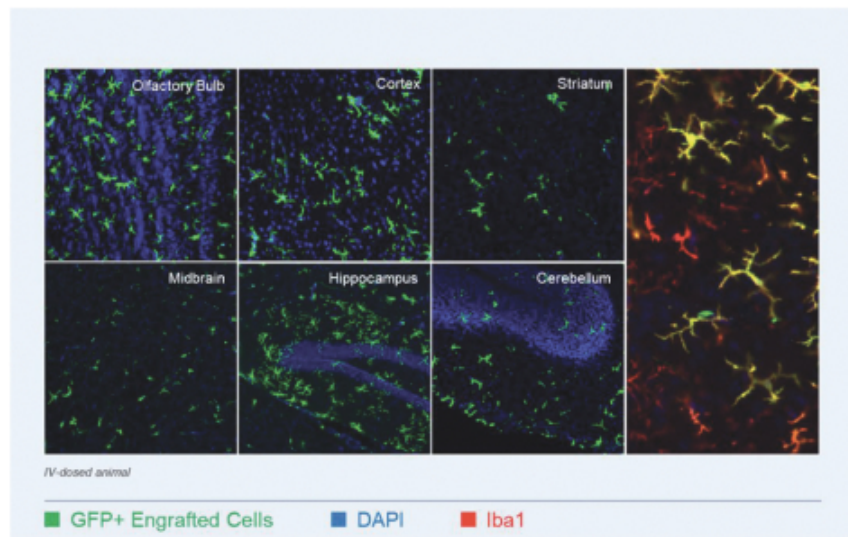 Olfactory Bulb
Cortex
Striatum
Midbrain
Hippocampus
Cerebellum
IV-dosed animal
GFP+ Engrafted Cells
DAPI
Iba1